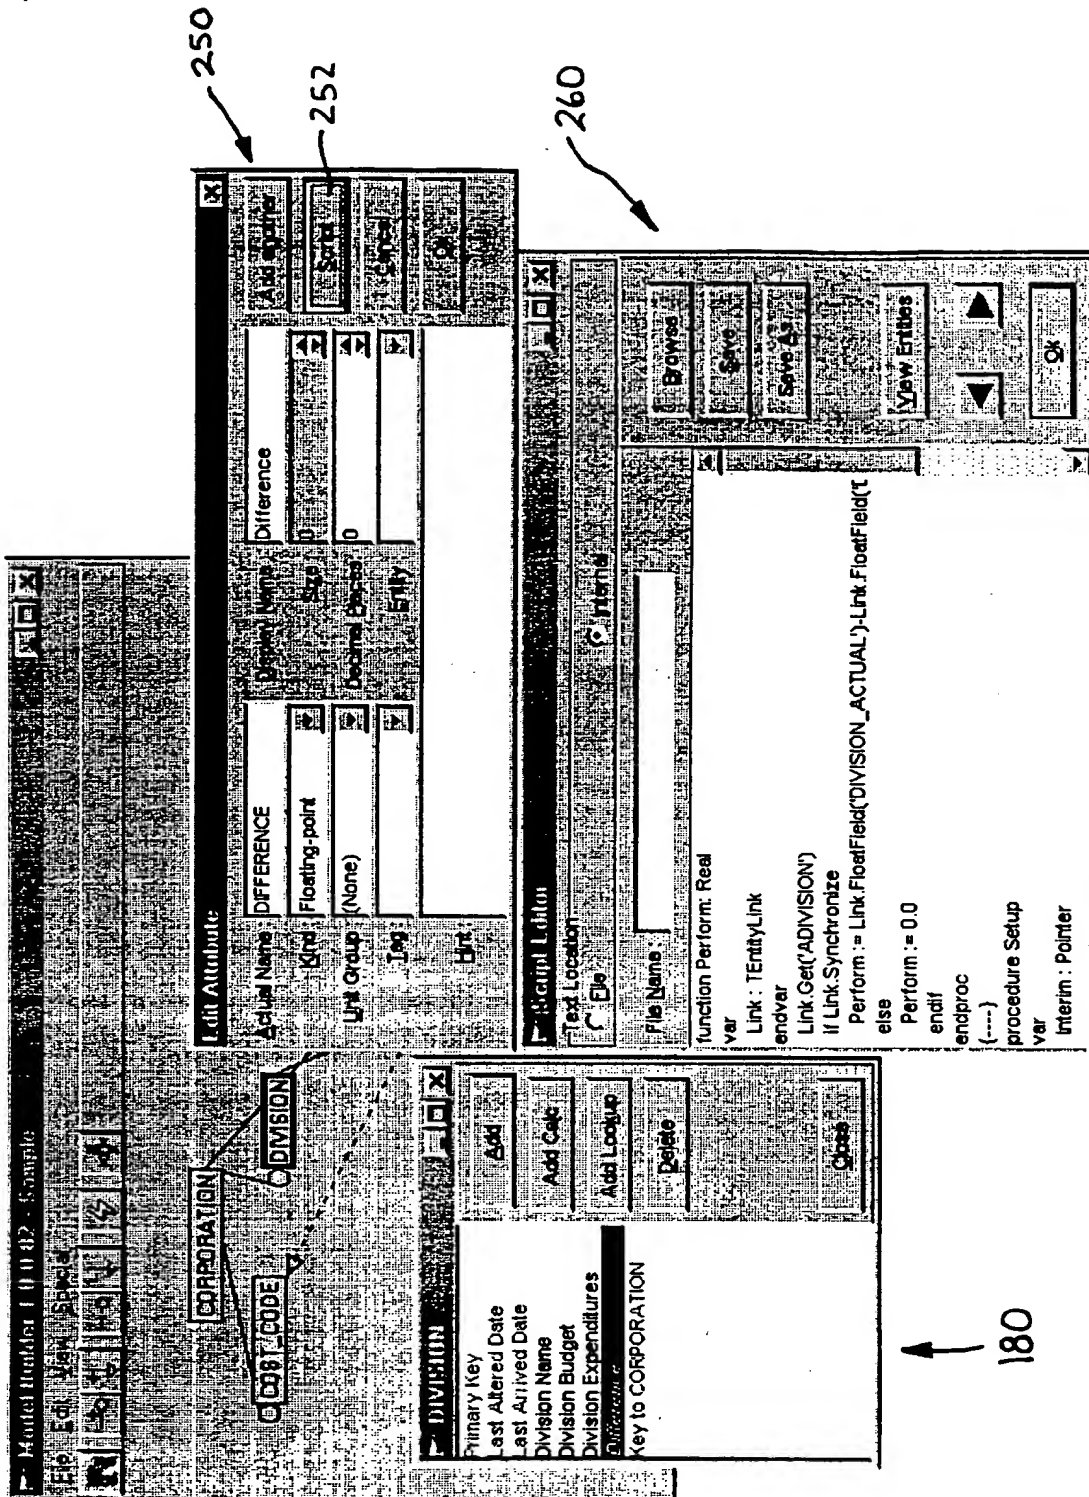 Model Builder 1.0.0.82 - Isample
File Edit View Special
CORPORATION
COST_CODE
DIVISION
Edit Attribute
Actual Name DIFFERENCE Display Name Difference
Kind Floating-point Size 0
Unit Group (None) Decimal Places 0
Tag Entity
Hint
Add another
Script
Cancel
Ok
250
252
DIVISION
Primary Key
Last Altered Date
Last Arrived Date
Division Name
Division Budget
Division Expenditures
Difference
Key to CORPORATION
Add
Add Calc
Add Lookup
Delete
Close
180
Script Editor
Text Location
File Internal
File Name
function Perform: Real
var
Link : TEntityLink
endvar
Link.Get('ADIVISION')
if Link.Synchronize
Perform := Link.FloatField('DIVISION_ACTUAL')-Link.FloatField('D
else
Perform := 0.0
endif
endproc
{----}
procedure Setup
var
Interim : Pointer
Browse
Save
Save As
View Entities
Ok
260